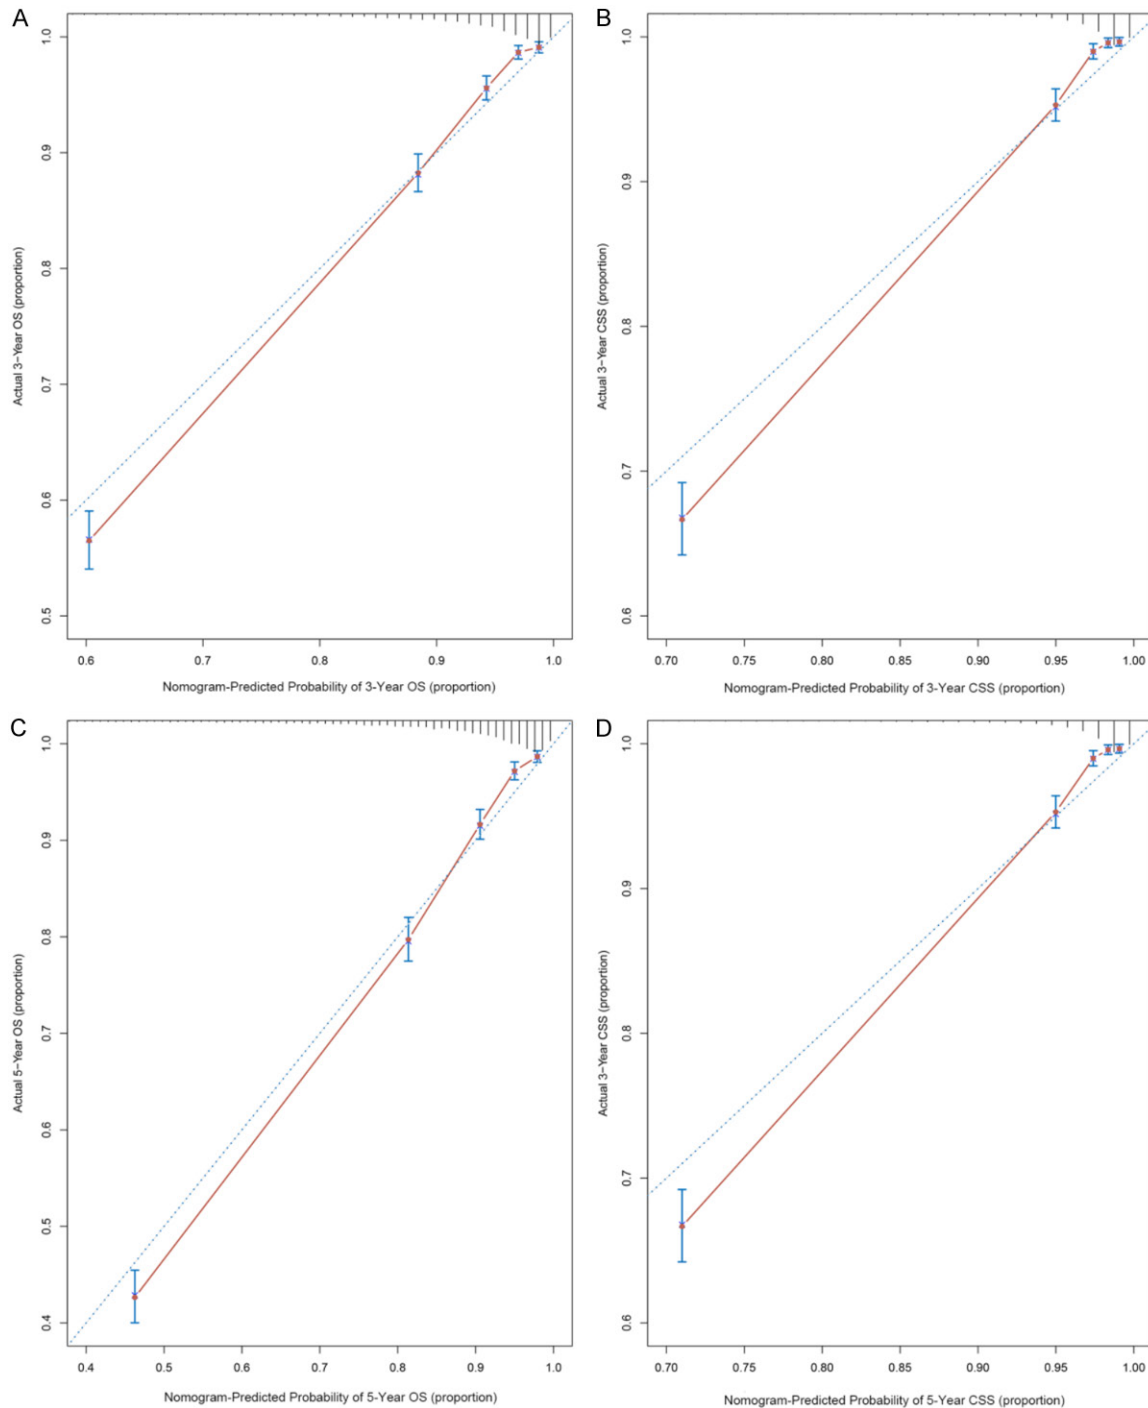 A
B
1.0
0.9
0.8
0.7
0.6
0.5
Actual 3-Year OS (proportion)
0.6 0.7 0.8 0.9 1.0
Nomogram-Predicted Probability of 3-Year OS (proportion)
1.0
0.9
0.8
0.7
0.6
Actual 3-Year CSS (proportion)
0.70 0.75 0.80 0.85 0.90 0.95 1.00
Nomogram-Predicted Probability of 3-Year CSS (proportion)
C
D
1.0
0.9
0.8
0.7
0.6
0.5
0.4
Actual 5-Year OS (proportion)
0.4 0.5 0.6 0.7 0.8 0.9 1.0
Nomogram-Predicted Probability of 5-Year OS (proportion)
1.0
0.9
0.8
0.7
0.6
Actual 3-Year CSS (proportion)
0.70 0.75 0.80 0.85 0.90 0.95 1.00
Nomogram-Predicted Probability of 5-Year CSS (proportion)